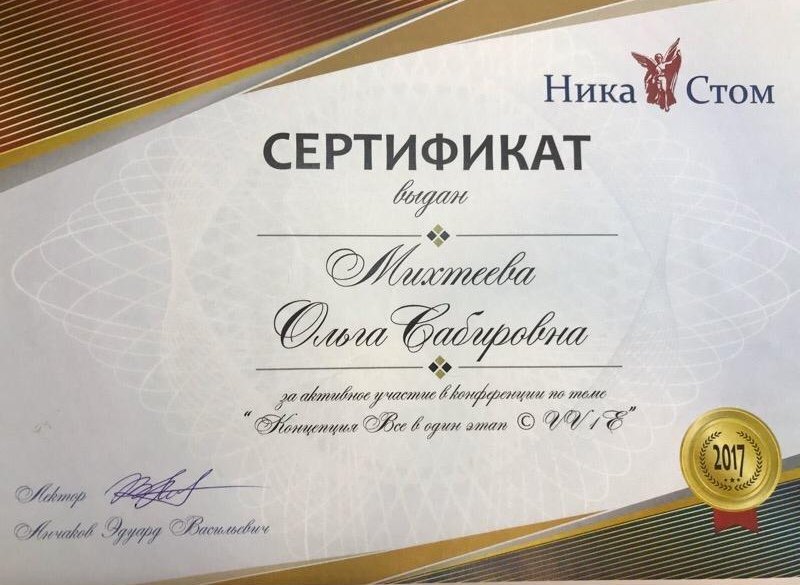 Ника Стом
СЕРТИФИКАТ
выдан
Михтеева
Ольга Сабировна
за активное участие в конференции по теме
“ Концепция Все в один этап © VV1E”
2017
Лектор
Анчаков Эдуард Васильевич